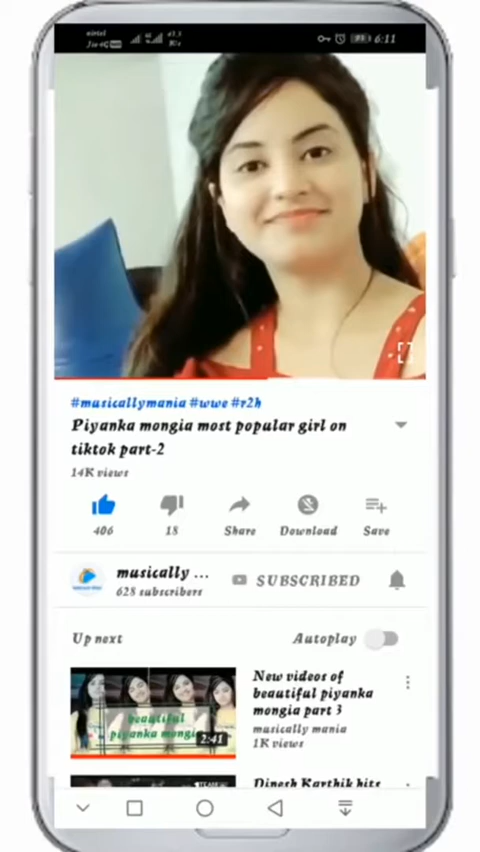 airtel
Jio 4G
6:11
#musicallymania #wwe #r2h
Piyanka mongia most popular girl on
tiktok part-2
14K views
406
18
Share
Download
Save
musically ...
628 subscribers
SUBSCRIBED
Up next
Autoplay
New videos of
beautiful piyanka
mongia part 3
musically mania
1K views
beautiful
piyanka mongia
2:41
Dinesh Karthik hits